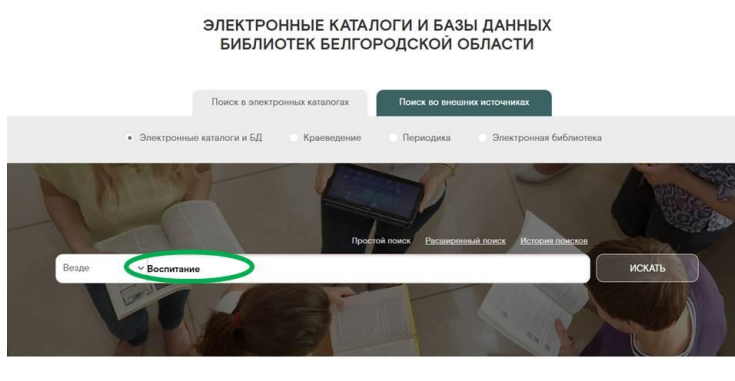 ЭЛЕКТРОННЫЕ КАТАЛОГИ И БАЗЫ ДАННЫХ
БИБЛИОТЕК БЕЛГОРОДСКОЙ ОБЛАСТИ
Поиск в электронных каталогах
Поиск во внешних источниках
Электронные каталоги и БД Краеведение Периодика Электронная библиотека
Простой поиск Расширенный поиск История поисков
Везде Воспитание ИСКАТЬ